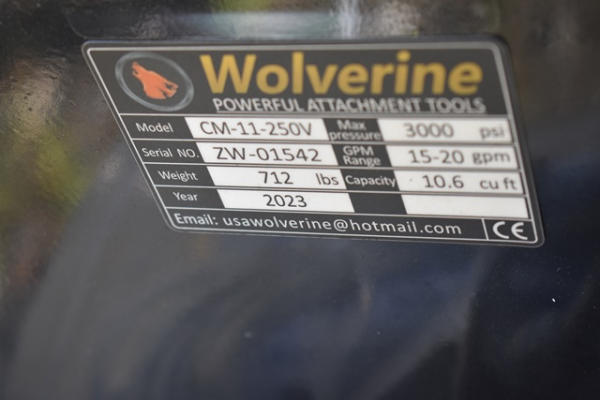 Wolverine
POWERFUL ATTACHMENT TOOLS
Model CM-11-250V Max pressure 3000 psi
Serial NO. ZW-01542 GPM Range 15-20 gpm
Weight 712 lbs Capacity 10.6 cu ft
Year 2023
Email: usawolverine@hotmail.com CE